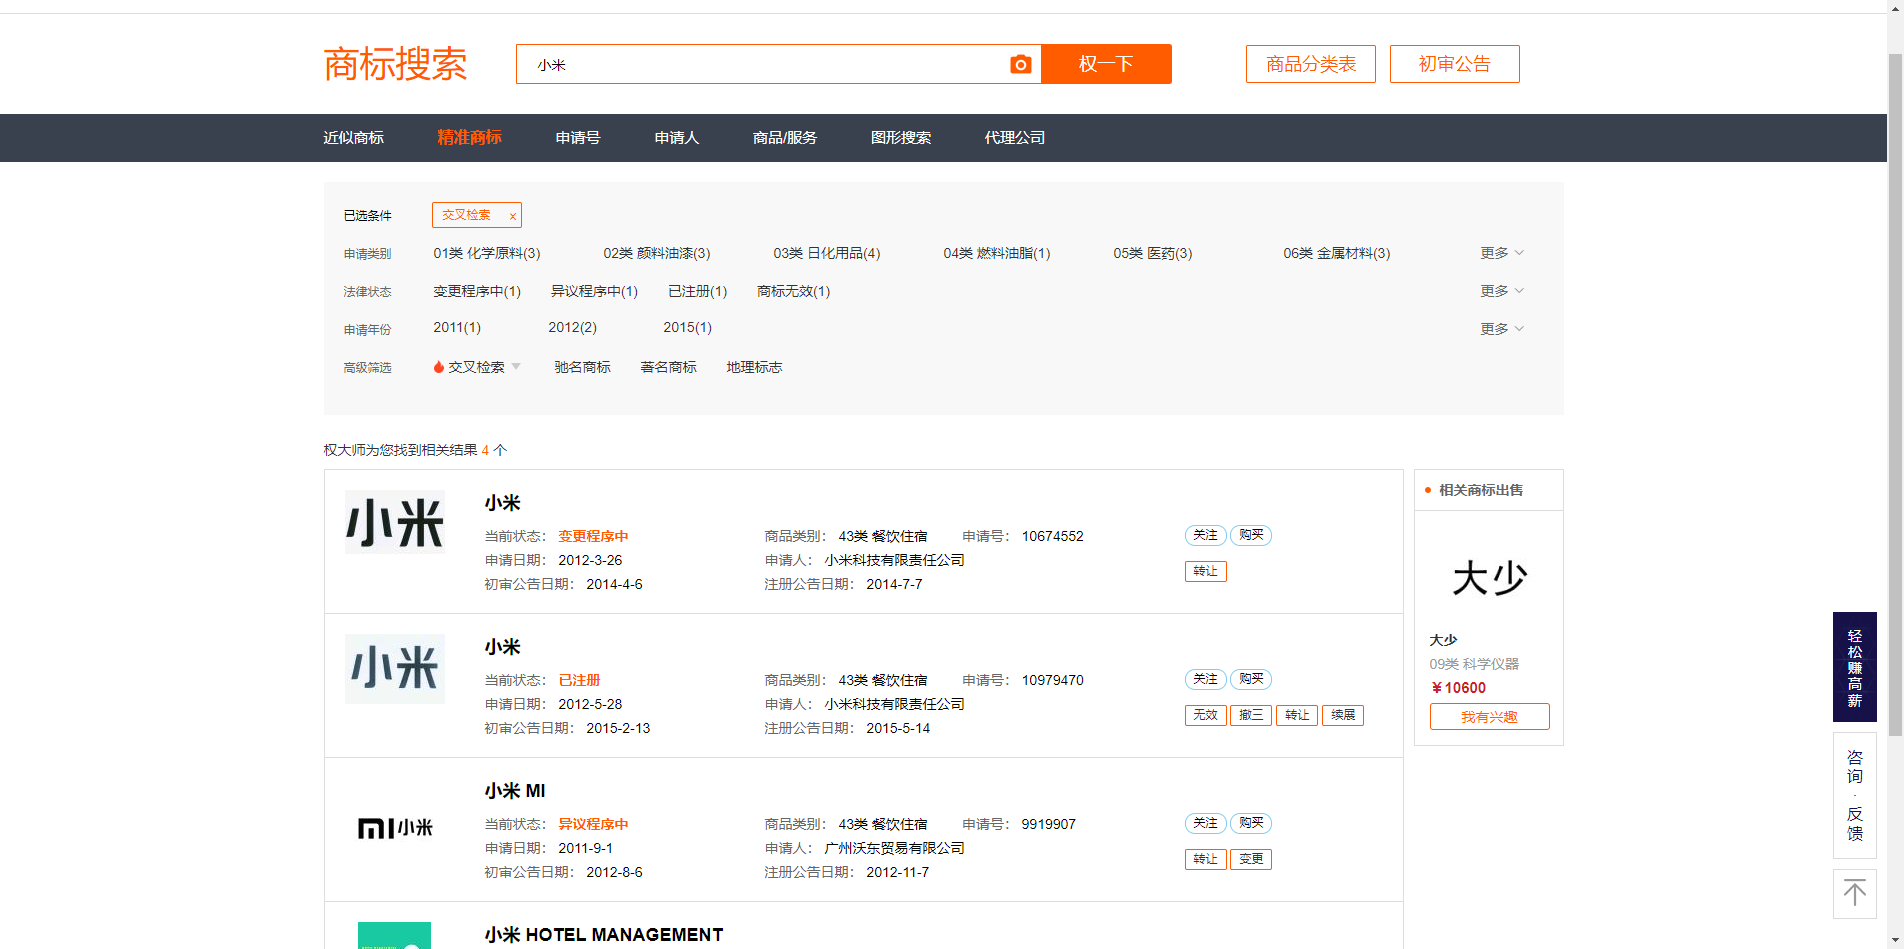 商标搜索
小米
权一下
商品分类表
初审公告
近似商标 精准商标 申请号 申请人 商品/服务 图形搜索 代理公司
已选条件 交叉检索 x
申请类别 01类 化学原料(3) 02类 颜料油漆(3) 03类 日化用品(4) 04类 燃料油脂(1) 05类 医药(3) 06类 金属材料(3) 更多
法律状态 变更程序中(1) 异议程序中(1) 已注册(1) 商标无效(1) 更多
申请年份 2011(1) 2012(2) 2015(1) 更多
高级筛选 交叉检索 驰名商标 著名商标 地理标志
权大师为您找到相关结果 4 个
小米
小米
当前状态： 变更程序中 商品类别： 43类 餐饮住宿 申请号： 10674552
申请日期： 2012-3-26 申请人： 小米科技有限责任公司
初审公告日期： 2014-4-6 注册公告日期： 2014-7-7
关注 购买
转让
小米
小米
当前状态： 已注册 商品类别： 43类 餐饮住宿 申请号： 10979470
申请日期： 2012-5-28 申请人： 小米科技有限责任公司
初审公告日期： 2015-2-13 注册公告日期： 2015-5-14
关注 购买
无效 撤三 转让 续展
MI小米
小米 MI
当前状态： 异议程序中 商品类别： 43类 餐饮住宿 申请号： 9919907
申请日期： 2011-9-1 申请人： 广州沃东贸易有限公司
初审公告日期： 2012-8-6 注册公告日期： 2012-11-7
关注 购买
转让 变更
小米 HOTEL MANAGEMENT
相关商标出售
大少
大少
09类 科学仪器
￥10600
我有兴趣
轻松赚高薪
咨询·反馈